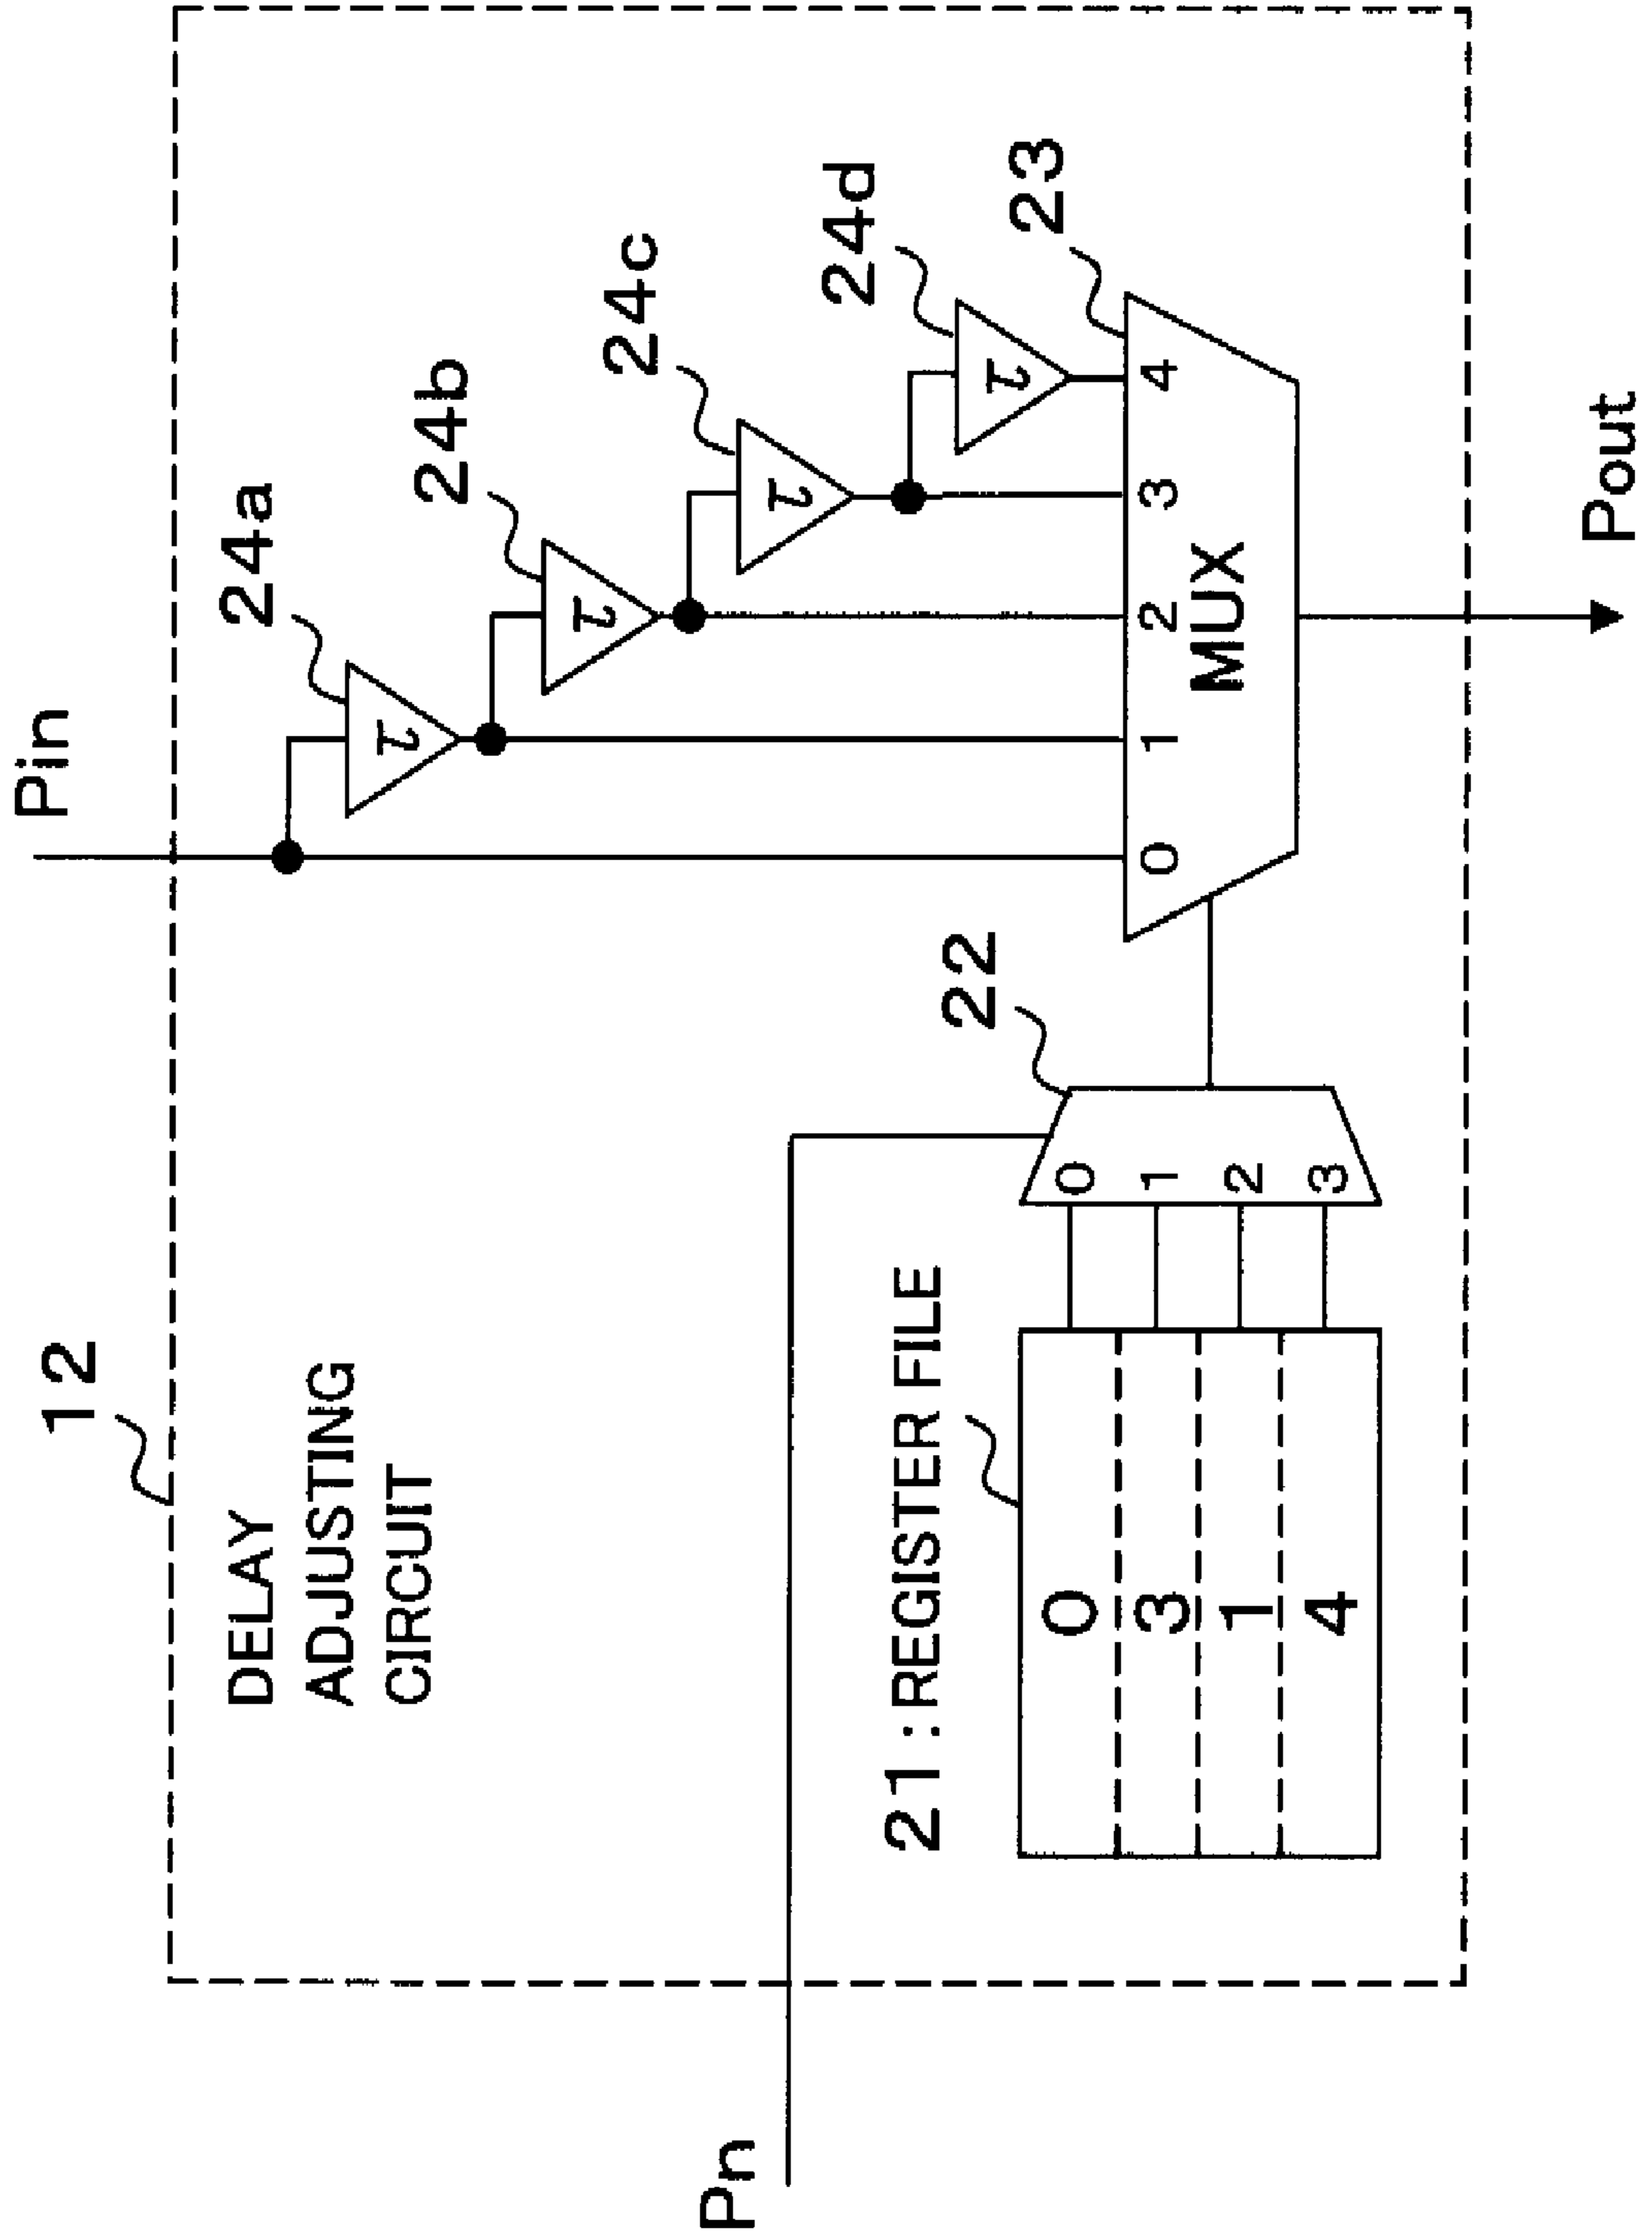 12
Pin
DELAY
ADJUSTING
CIRCUIT
24a
τ
24b
τ
24c
τ
24d
τ
Pn
21:REGISTER FILE
0
3
1
4
22
0
1
2
3
23
0 1 2 3 4
MUX
Pout